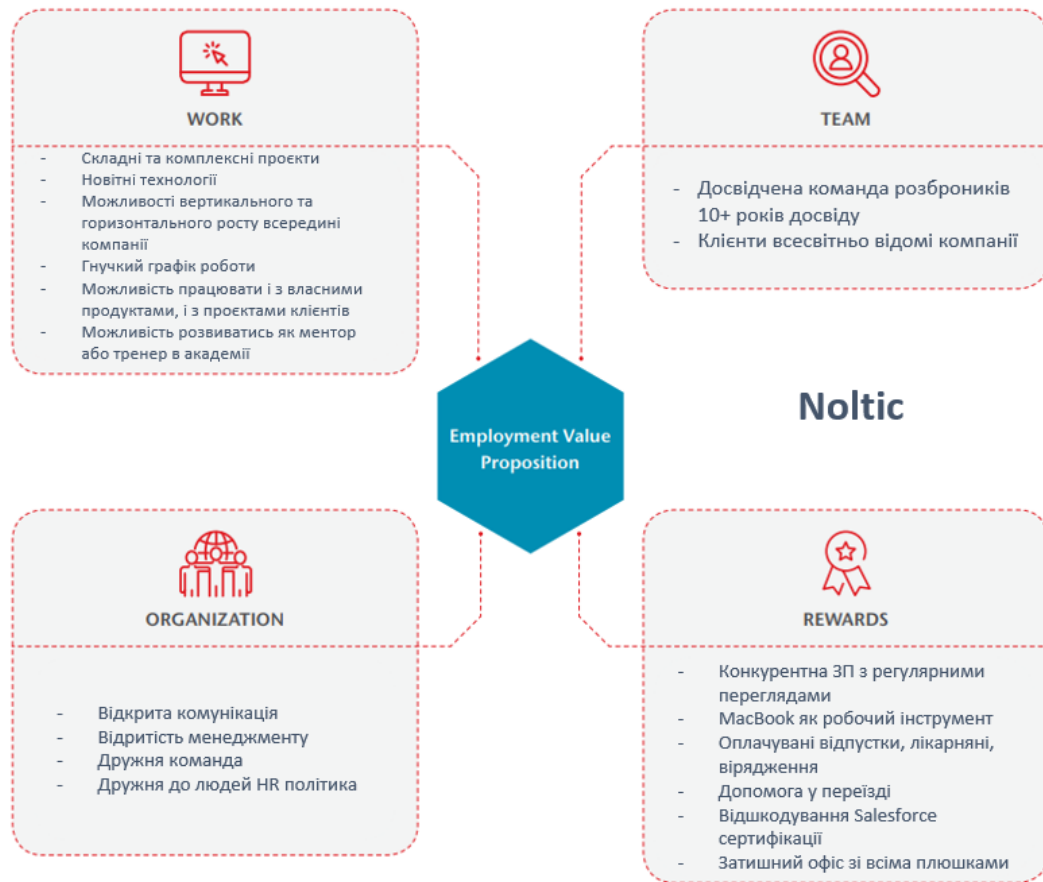 WORK
- Складні та комплексні проєкти
- Новітні технології
- Можливості вертикального та
горизонтального росту всередині
компанії
- Гнучкий графік роботи
- Можливість працювати і з власними
продуктами, і з проєктами клієнтів
- Можливість розвиватись як ментор
або тренер в академії
TEAM
- Досвідчена команда розброників
10+ років досвіду
- Клієнти всесвітньо відомі компанії
Employment Value
Proposition
Noltic
ORGANIZATION
- Відкрита комунікація
- Відритість менеджменту
- Дружня команда
- Дружня до людей HR політика
REWARDS
- Конкурентна ЗП з регулярними
переглядами
- MacBook як робочий інструмент
- Оплачувані відпустки, лікарняні,
вірядження
- Допомога у переїзді
- Відшкодування Salesforce
сертифікації
- Затишний офіс зі всіма плюшками